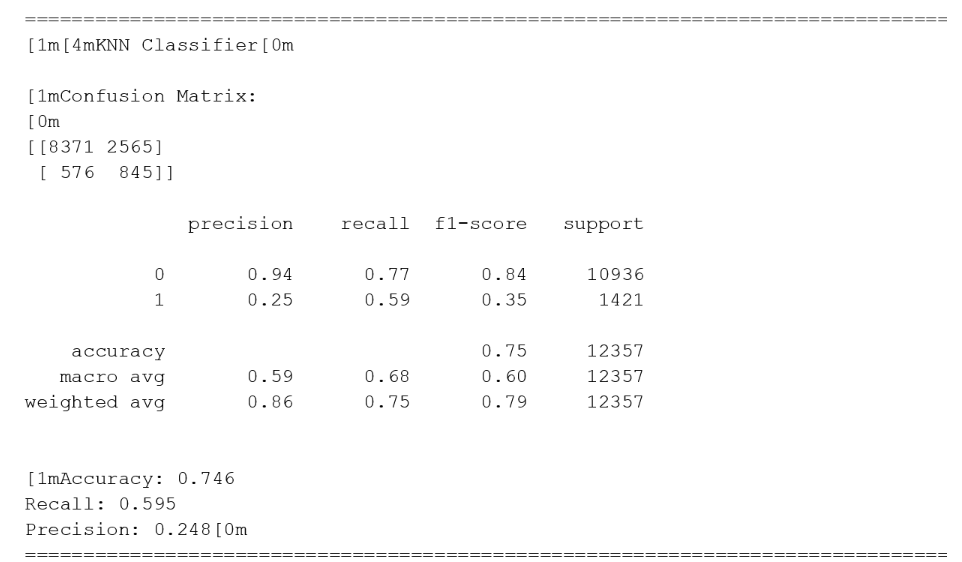 ===============================================================================
[1m[4mKNN Classifier[0m
[1mConfusion Matrix:
[0m
[[8371 2565]
 [ 576  845]]
              precision    recall  f1-score   support
           0       0.94      0.77      0.84     10936
           1       0.25      0.59      0.35      1421
    accuracy                           0.75     12357
   macro avg       0.59      0.68      0.60     12357
weighted avg       0.86      0.75      0.79     12357
[1mAccuracy: 0.746
Recall: 0.595
Precision: 0.248[0m
===============================================================================